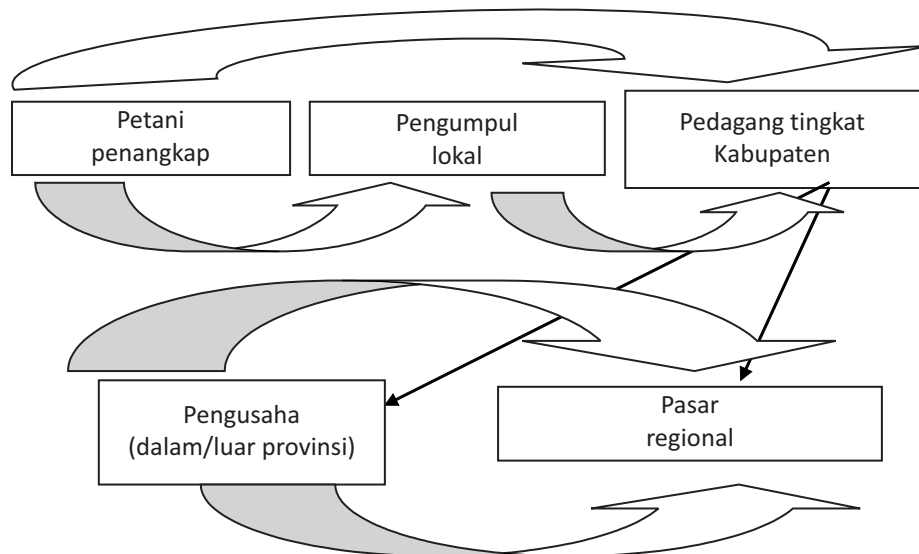 Petani
penangkap
Pengumpul
lokal
Pedagang tingkat
Kabupaten
Pengusaha
(dalam/luar provinsi)
Pasar
regional